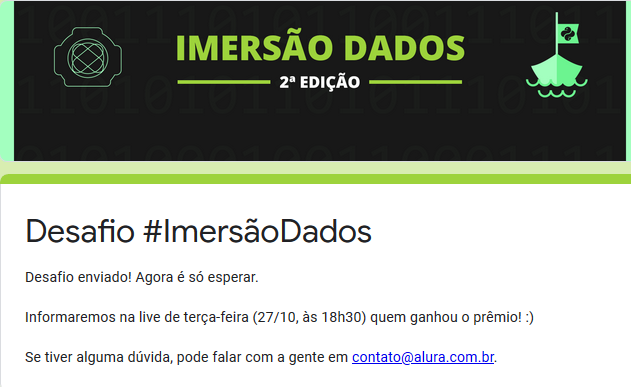 IMERSÃO DADOS
2ª EDIÇÃO
Desafio #ImersãoDados
Desafio enviado! Agora é só esperar.
Informaremos na live de terça-feira (27/10, às 18h30) quem ganhou o prêmio! :)
Se tiver alguma dúvida, pode falar com a gente em contato@alura.com.br.